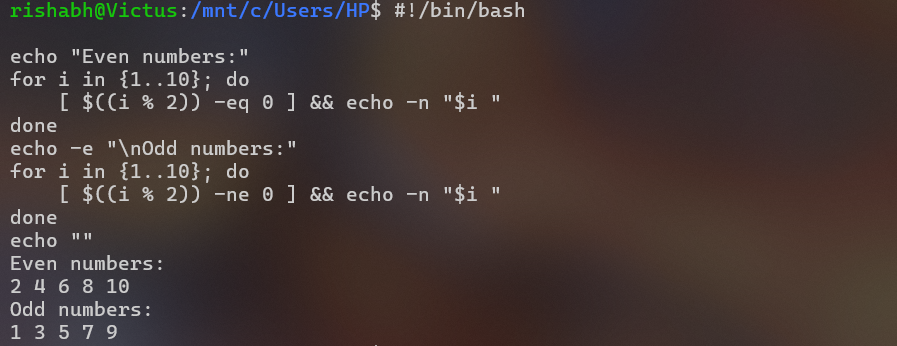 rishabh@Victus:/mnt/c/Users/HP$ #!/bin/bash
echo "Even numbers:"
for i in {1..10}; do
    [ $((i % 2)) -eq 0 ] && echo -n "$i "
done
echo -e "\nOdd numbers:"
for i in {1..10}; do
    [ $((i % 2)) -ne 0 ] && echo -n "$i "
done
echo ""
Even numbers:
2 4 6 8 10
Odd numbers:
1 3 5 7 9